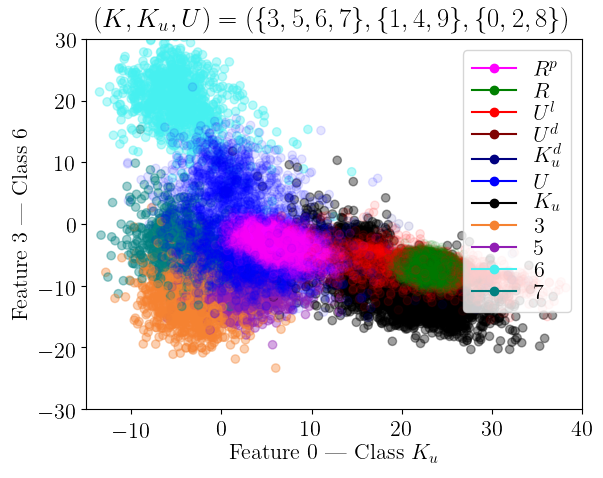 (K, K_u, U) = ({3, 5, 6, 7}, {1, 4, 9}, {0, 2, 8})
30
20
10
0
−10
−20
−30
Feature 3 — Class 6
R^p
R
U^l
U^d
K_u^d
U
K_u
3
5
6
7
−10 0 10 20 30 40
Feature 0 — Class K_u